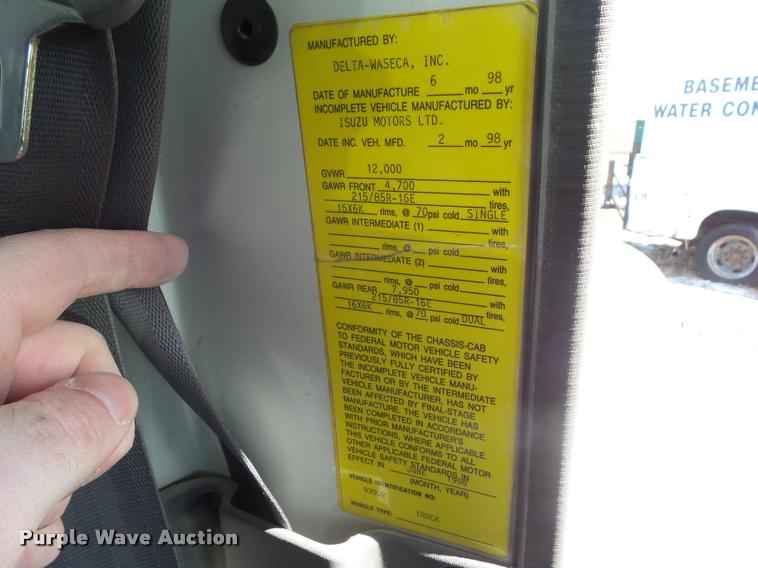 MANUFACTURED BY:
DELTA-WASECA, INC.
DATE OF MANUFACTURE 6 mo 98 yr
INCOMPLETE VEHICLE MANUFACTURED BY:
ISUZU MOTORS LTD.
DATE INC. VEH. MFD. 2 mo 98 yr
GVWR 12,000
GAWR FRONT 4,700 with
215/85R-16E tires,
16X6K rims, @ 70 psi cold SINGLE
GAWR INTERMEDIATE (1) with
tires,
rims, @ psi cold
GAWR INTERMEDIATE (2) with
tires,
rims, @ psi cold
GAWR REAR 7,950 with
215/85R-16E tires,
16X6K rims, @ 70 psi cold DUAL
CONFORMITY OF THE CHASSIS-CAB
TO FEDERAL MOTOR VEHICLE SAFETY
STANDARDS, WHICH HAVE BEEN
PREVIOUSLY FULLY CERTIFIED BY
THE INCOMPLETE VEHICLE MANU-
FACTURER OR BY THE INTERMEDIATE
VEHICLE MANUFACTURER, HAS NOT
BEEN AFFECTED BY FINAL-STAGE
MANUFACTURE. THE VEHICLE HAS
BEEN COMPLETED IN ACCORDANCE
WITH PRIOR MANUFACTURER'S
INSTRUCTIONS, WHERE APPLICABLE.
THIS VEHICLE CONFORMS TO ALL
OTHER APPLICABLE FEDERAL MOTOR
VEHICLE SAFETY STANDARDS IN
EFFECT IN JUNE 1998
(MONTH, YEAR)
VEHICLE IDENTIFICATION NO:
93002
VEHICLE TYPE: TRUCK
BASEME
WATER CON
Purple Wave Auction